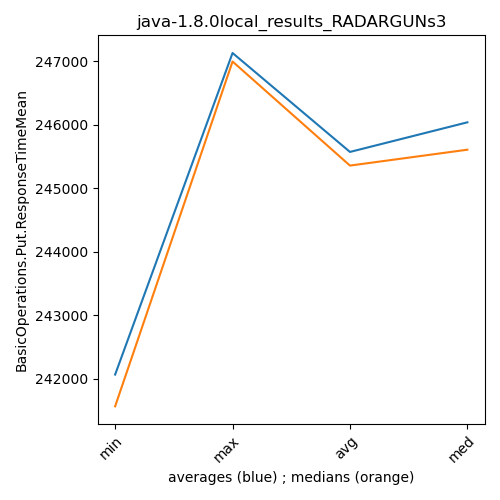 java-1.8.0local_results_RADARGUNs3
BasicOperations.Put.ResponseTimeMean
247000
246000
245000
244000
243000
242000
min
max
avg
med
averages (blue) ; medians (orange)